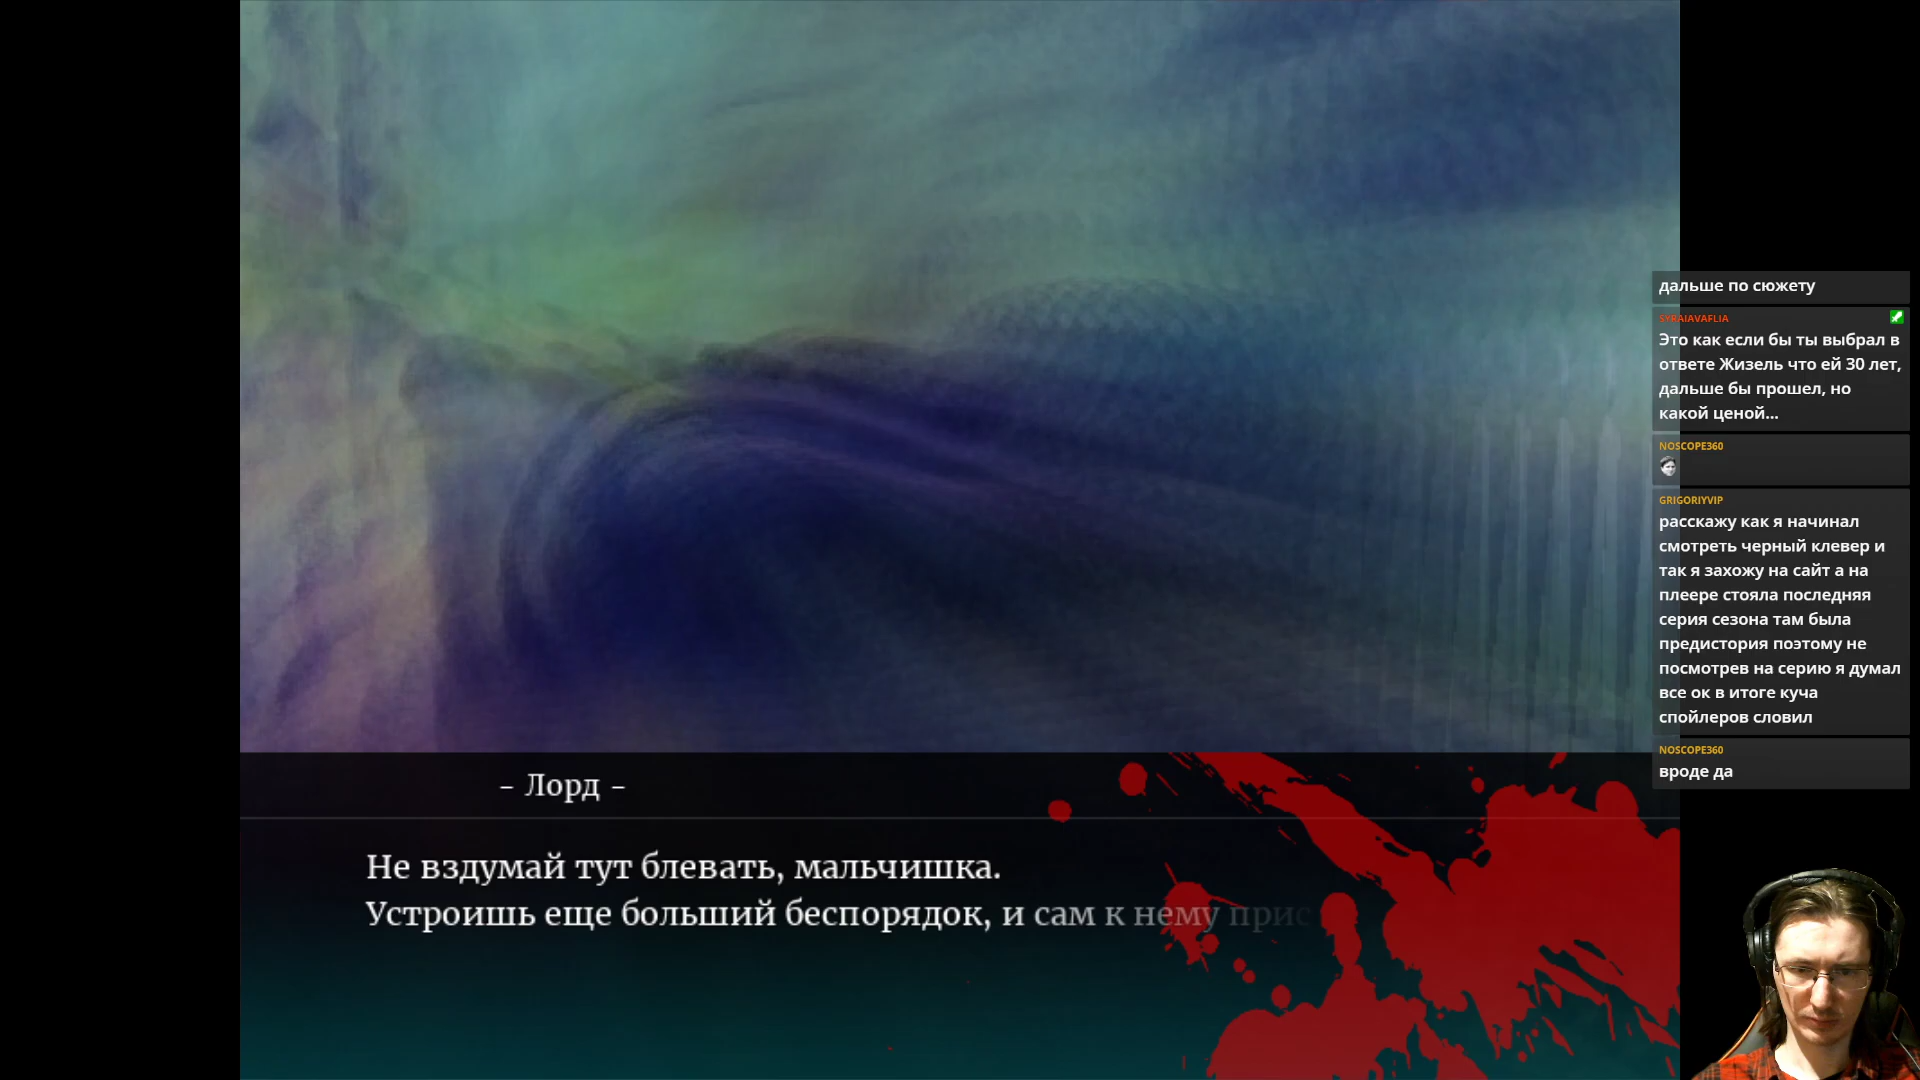 – Лорд –
Не вздумай тут блевать, мальчишка.
Устроишь еще больший беспорядок, и сам к нему прис
дальше по сюжету
SYRAIAVAFLIA
Это как если бы ты выбрал в
ответе Жизель что ей 30 лет,
дальше бы прошел, но
какой ценой...
NOSCOPE360
GRIGORIYVIP
расскажу как я начинал
смотреть черный клевер и
так я захожу на сайт а на
плеере стояла последняя
серия сезона там была
предистория поэтому не
посмотрев на серию я думал
все ок в итоге куча
спойлеров словил
NOSCOPE360
вроде да